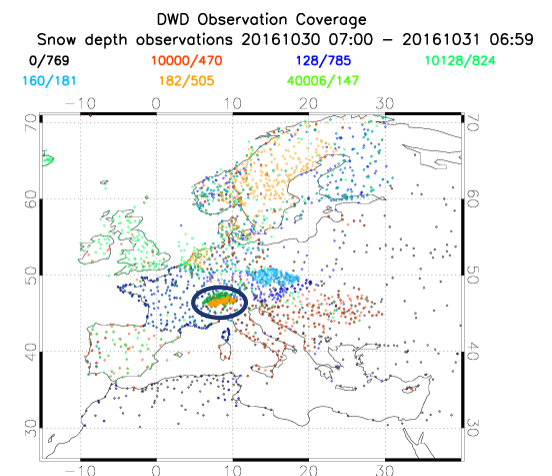 DWD Observation Coverage
Snow depth observations 20161030 07:00 – 20161031 06:59
0/769 10000/470 128/785 10128/824
160/181 182/505 40006/147
-10 0 10 20 30
70 70
60 60
50 50
40 40
30 30
-10 0 10 20 30